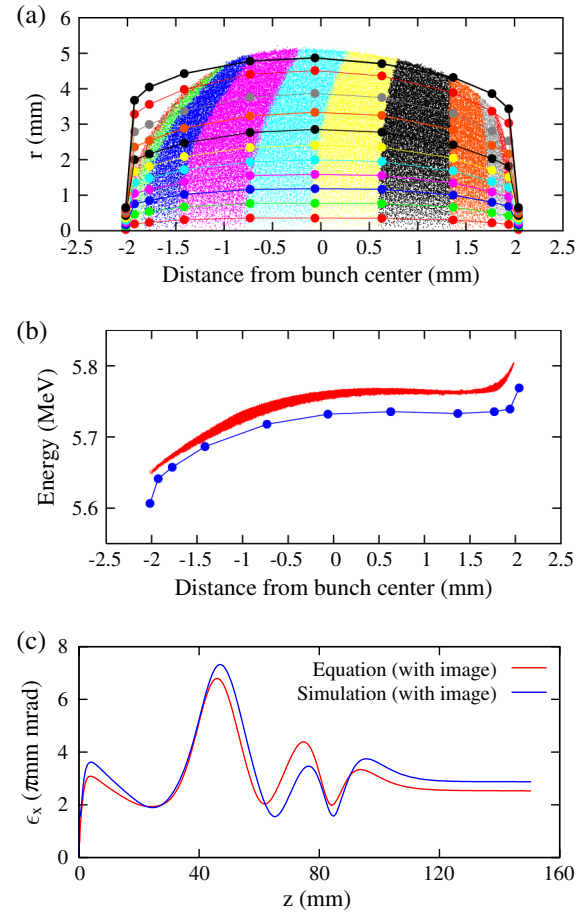 (a)
6
5
4
3
2
1
0
r (mm)
-2.5 -2 -1.5 -1 -0.5 0 0.5 1 1.5 2 2.5
Distance from bunch center (mm)
(b)
5.8
5.7
5.6
Energy (MeV)
-2.5 -2 -1.5 -1 -0.5 0 0.5 1 1.5 2 2.5
Distance from bunch center (mm)
(c)
8
6
4
2
0
ϵx (πmm mrad)
Equation (with image)
Simulation (with image)
0 40 80 120 160
z (mm)